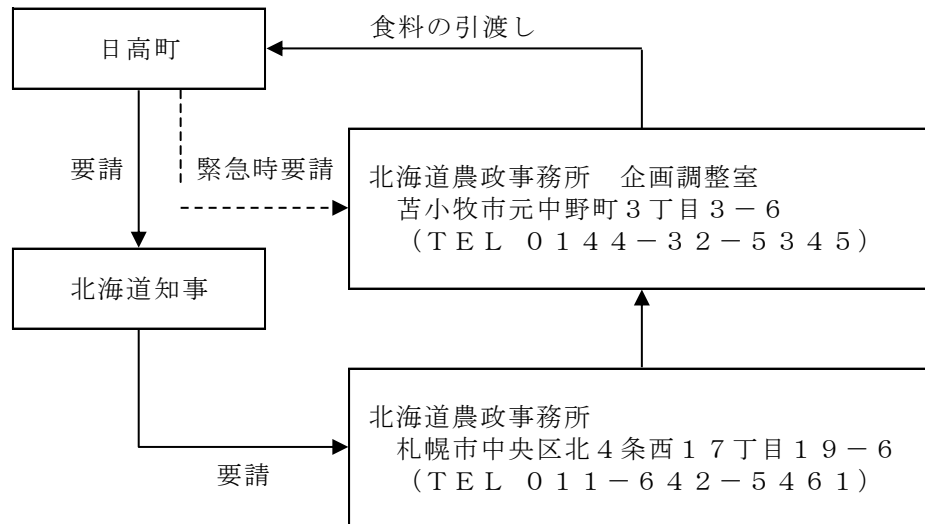 食料の引渡し
日高町
要請
緊急時要請
北海道農政事務所　企画調整室
苫小牧市元中野町３丁目３－６
（ＴＥＬ ０１４４－３２－５３４５）
北海道知事
北海道農政事務所
札幌市中央区北４条西１７丁目１９－６
（ＴＥＬ ０１１－６４２－５４６１）
要請